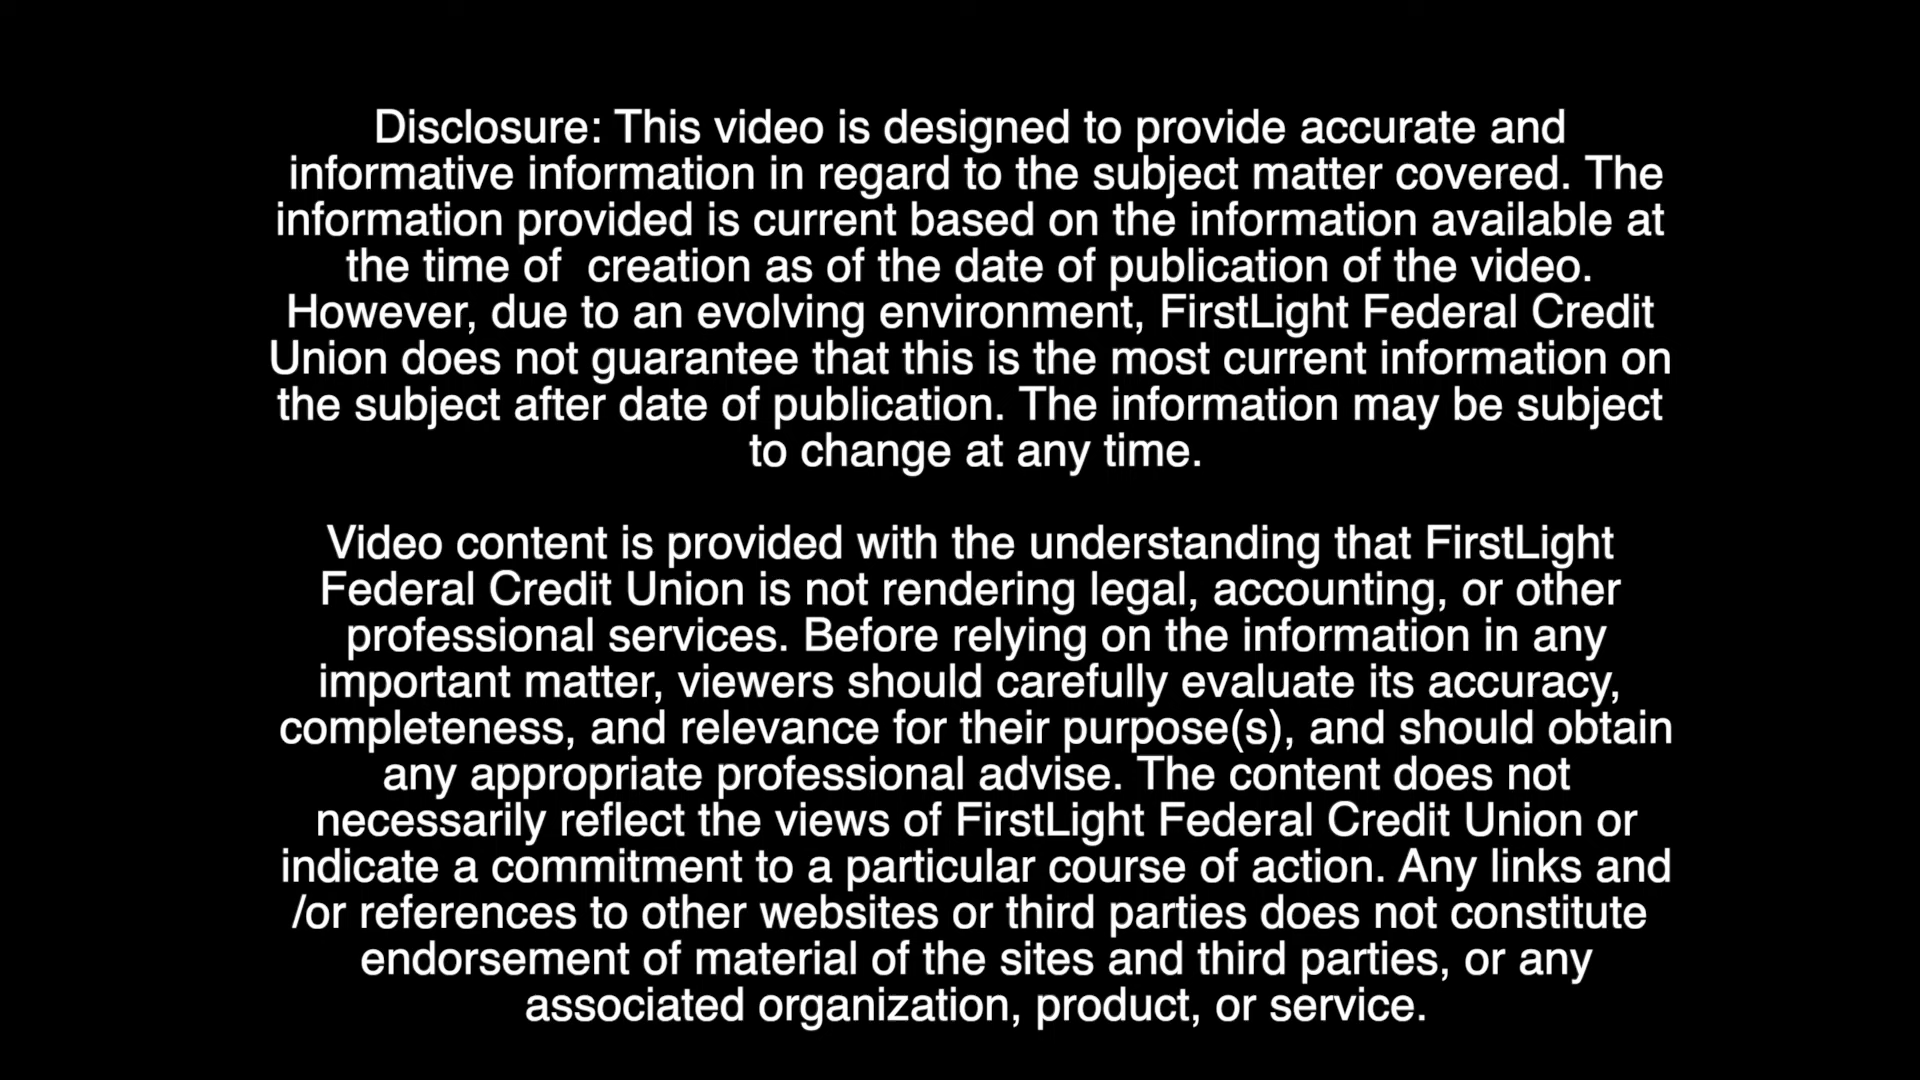 Disclosure: This video is designed to provide accurate and
informative information in regard to the subject matter covered. The
information provided is current based on the information available at
the time of  creation as of the date of publication of the video.
However, due to an evolving environment, FirstLight Federal Credit
Union does not guarantee that this is the most current information on
the subject after date of publication. The information may be subject
to change at any time.
Video content is provided with the understanding that FirstLight
Federal Credit Union is not rendering legal, accounting, or other
professional services. Before relying on the information in any
important matter, viewers should carefully evaluate its accuracy,
completeness, and relevance for their purpose(s), and should obtain
any appropriate professional advise. The content does not
necessarily reflect the views of FirstLight Federal Credit Union or
indicate a commitment to a particular course of action. Any links and
/or references to other websites or third parties does not constitute
endorsement of material of the sites and third parties, or any
associated organization, product, or service.